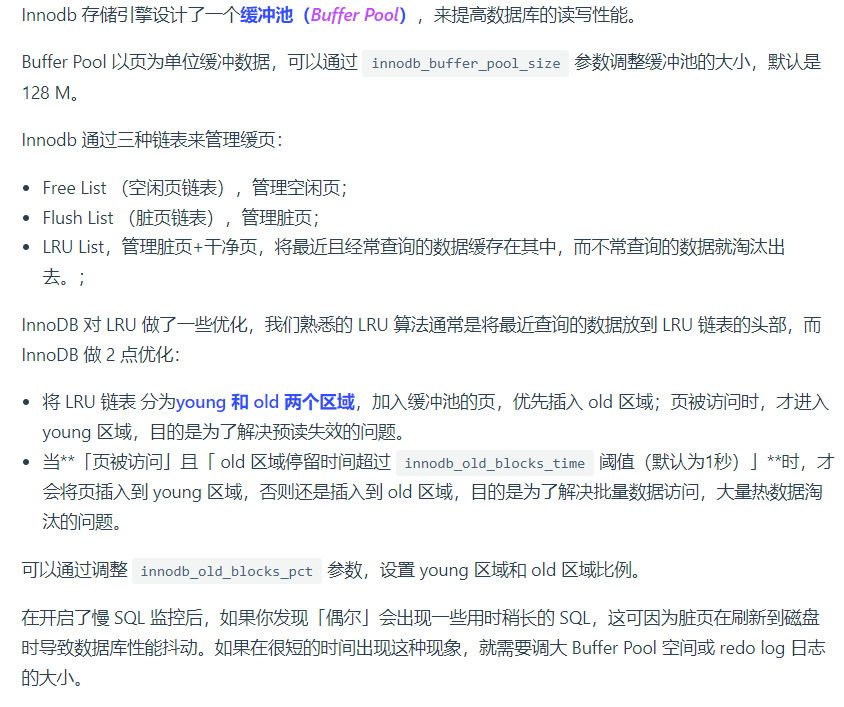 Innodb 存储引擎设计了一个缓冲池（Buffer Pool），来提高数据库的读写性能。
Buffer Pool 以页为单位缓冲数据，可以通过 innodb_buffer_pool_size 参数调整缓冲池的大小，默认是
128 M。
Innodb 通过三种链表来管理缓页：
• Free List （空闲页链表），管理空闲页；
• Flush List （脏页链表），管理脏页；
• LRU List，管理脏页+干净页，将最近且经常查询的数据缓存在其中，而不常查询的数据就淘汰出
去。；
InnoDB 对 LRU 做了一些优化，我们熟悉的 LRU 算法通常是将最近查询的数据放到 LRU 链表的头部，而
InnoDB 做 2 点优化：
• 将 LRU 链表 分为young 和 old 两个区域，加入缓冲池的页，优先插入 old 区域；页被访问时，才进入
young 区域，目的是为了解决预读失效的问题。
• 当**「页被访问」且「 old 区域停留时间超过 innodb_old_blocks_time 阈值（默认为1秒）」**时，才
会将页插入到 young 区域，否则还是插入到 old 区域，目的是为了解决批量数据访问，大量热数据淘
汰的问题。
可以通过调整 innodb_old_blocks_pct 参数，设置 young 区域和 old 区域比例。
在开启了慢 SQL 监控后，如果你发现「偶尔」会出现一些用时稍长的 SQL，这可因为脏页在刷新到磁盘
时导致数据库性能抖动。如果在很短的时间出现这种现象，就需要调大 Buffer Pool 空间或 redo log 日志
的大小。